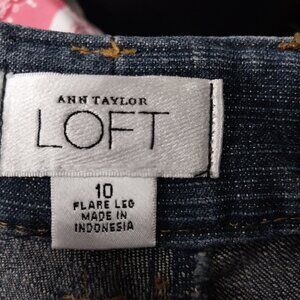 ANN TAYLOR
LOFT
10
FLARE LEG
MADE IN
INDONESIA